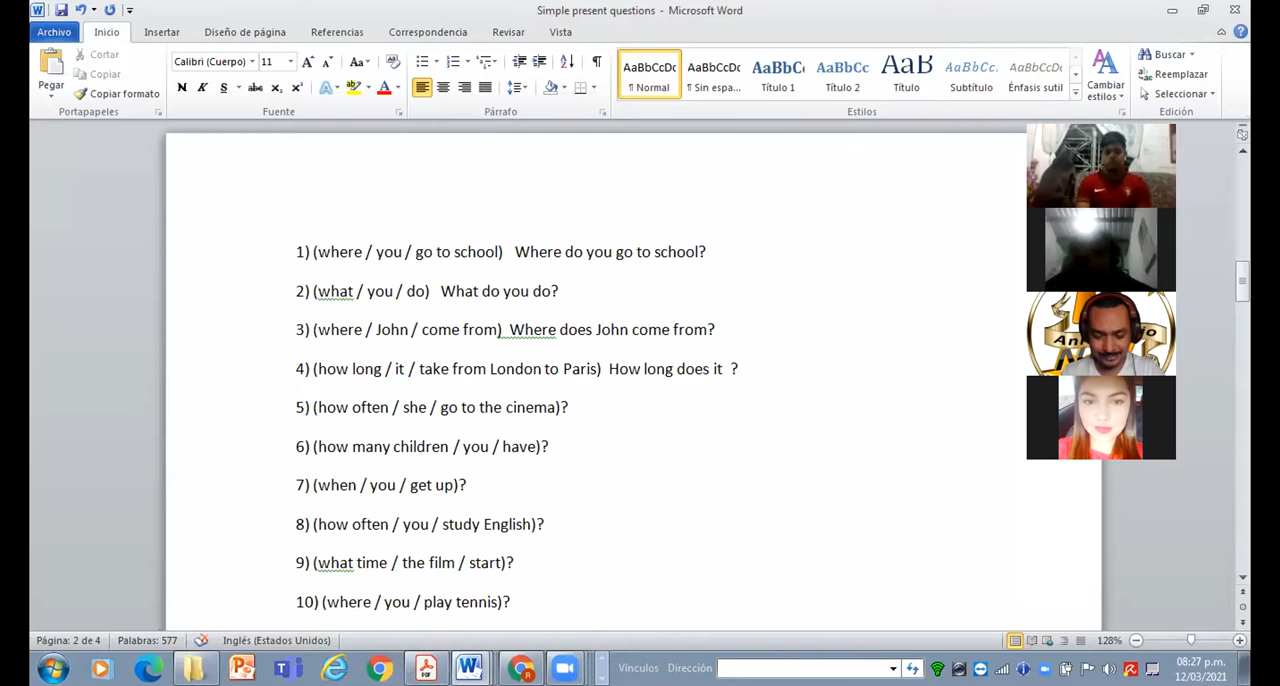 Simple present questions - Microsoft Word
Archivo Inicio Insertar Diseño de página Referencias Correspondencia Revisar Vista
Cortar
Copiar
Copiar formato
Pegar
Portapapeles
Calibri (Cuerpo) 11
Fuente
Párrafo
AaBbCcDc AaBbCcDc AaBbC AaBbCc AaB AaBbCc. AaBbCcDc
¶ Normal ¶ Sin espa... Título 1 Título 2 Título Subtítulo Énfasis sutil
Estilos
Cambiar estilos
Buscar
Reemplazar
Seleccionar
Edición
1) (where / you / go to school) Where do you go to school?
2) (what / you / do) What do you do?
3) (where / John / come from) Where does John come from?
4) (how long / it / take from London to Paris) How long does it ?
5) (how often / she / go to the cinema)?
6) (how many children / you / have)?
7) (when / you / get up)?
8) (how often / you / study English)?
9) (what time / the film / start)?
10) (where / you / play tennis)?
Página: 2 de 4 Palabras: 577 Inglés (Estados Unidos) 128%
Vínculos Dirección
08:27 p.m.
12/03/2021